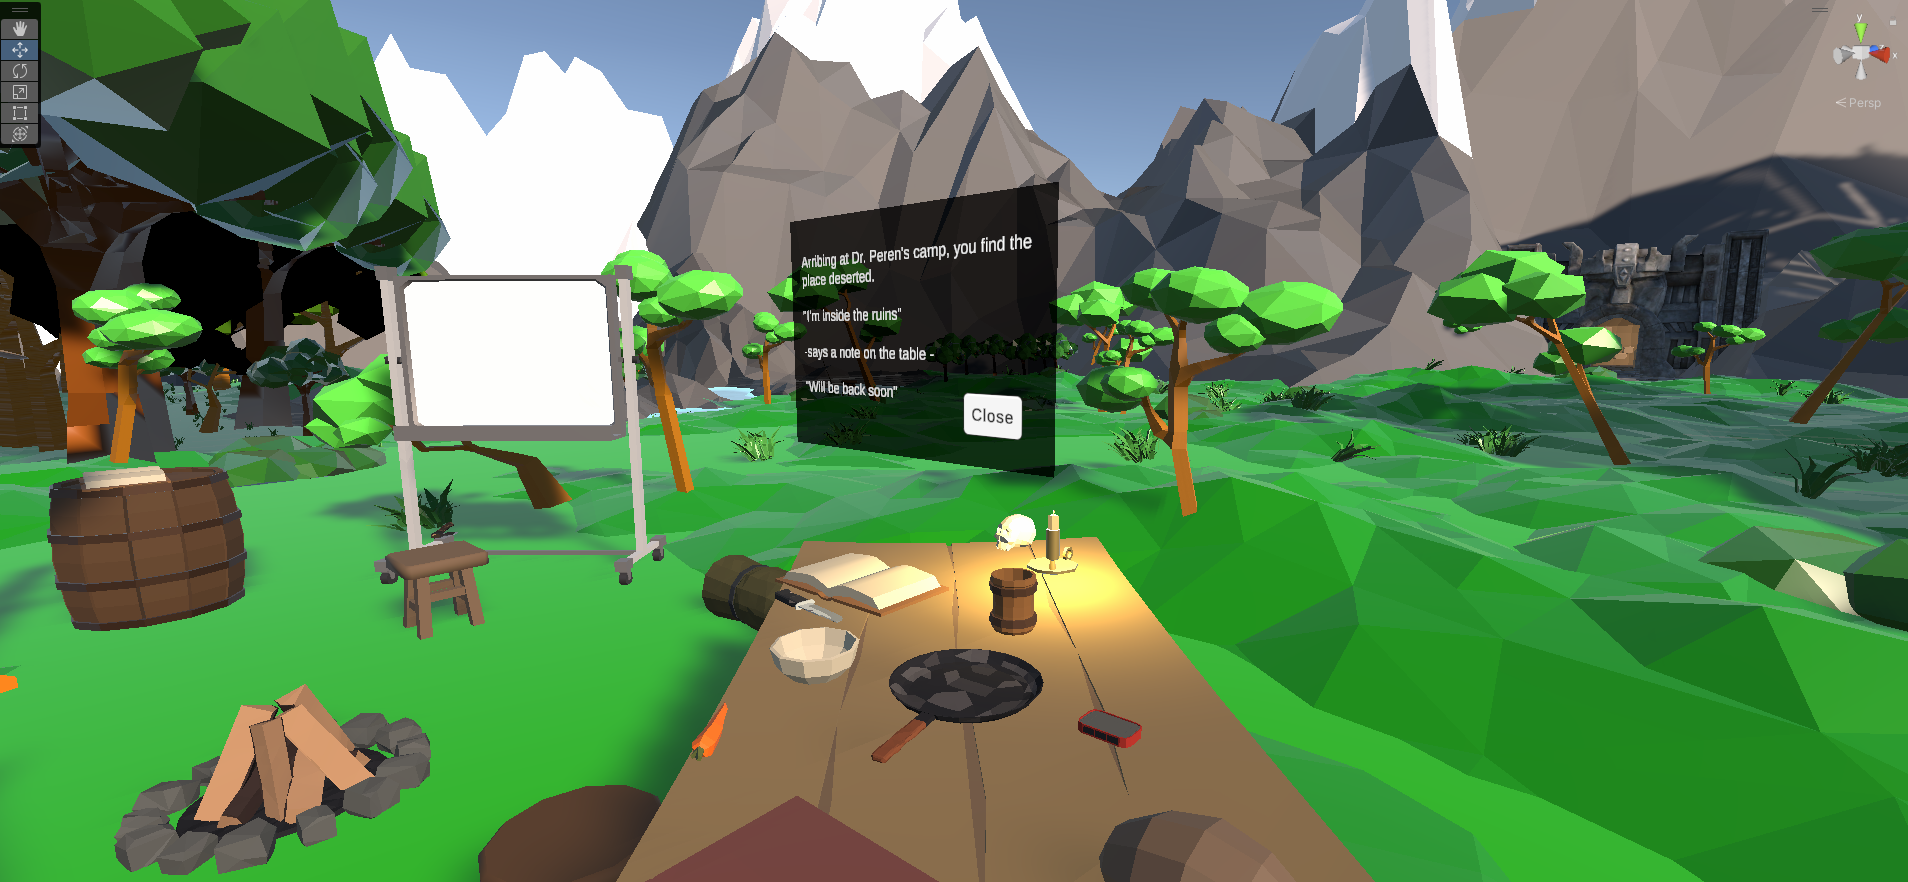 Persp
Arribing at Dr. Peren's camp, you find the
place deserted.
"I'm inside the ruins"
-says a note on the table -
"Will be back soon"
Close